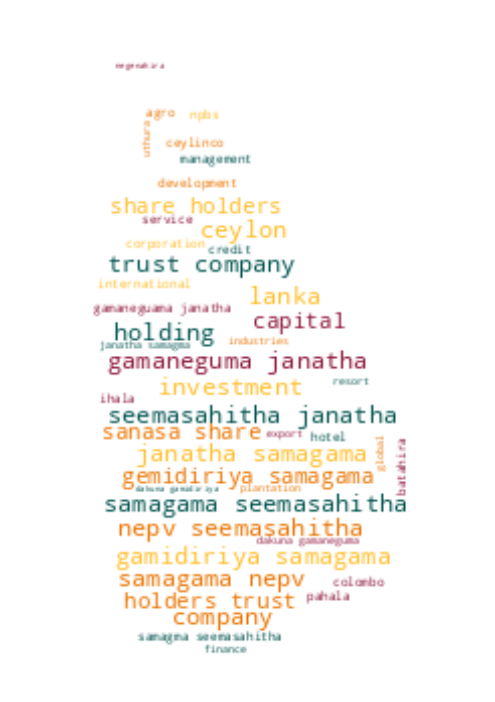 negenahira
agro npbs
uthura
ceylinco
management
development
share holders
service
ceylon
corporation
credit
trust company
international
lanka
gamaneguama janatha
capital
holding
industries
janatha samagma
gamaneguma janatha
resort
investment
ihala
seemasahitha janatha
sanasa share
export
hotel
global
batahira
janatha samagama
gemidiriya samagama
dakuna gamidiriya
plantation
samagama seemasahitha
nepv seemasahitha
dakuna gamaneguma
gamidiriya samagama
samagama nepv
colombo
holders trust
pahala
company
samagma seemasahitha
finance